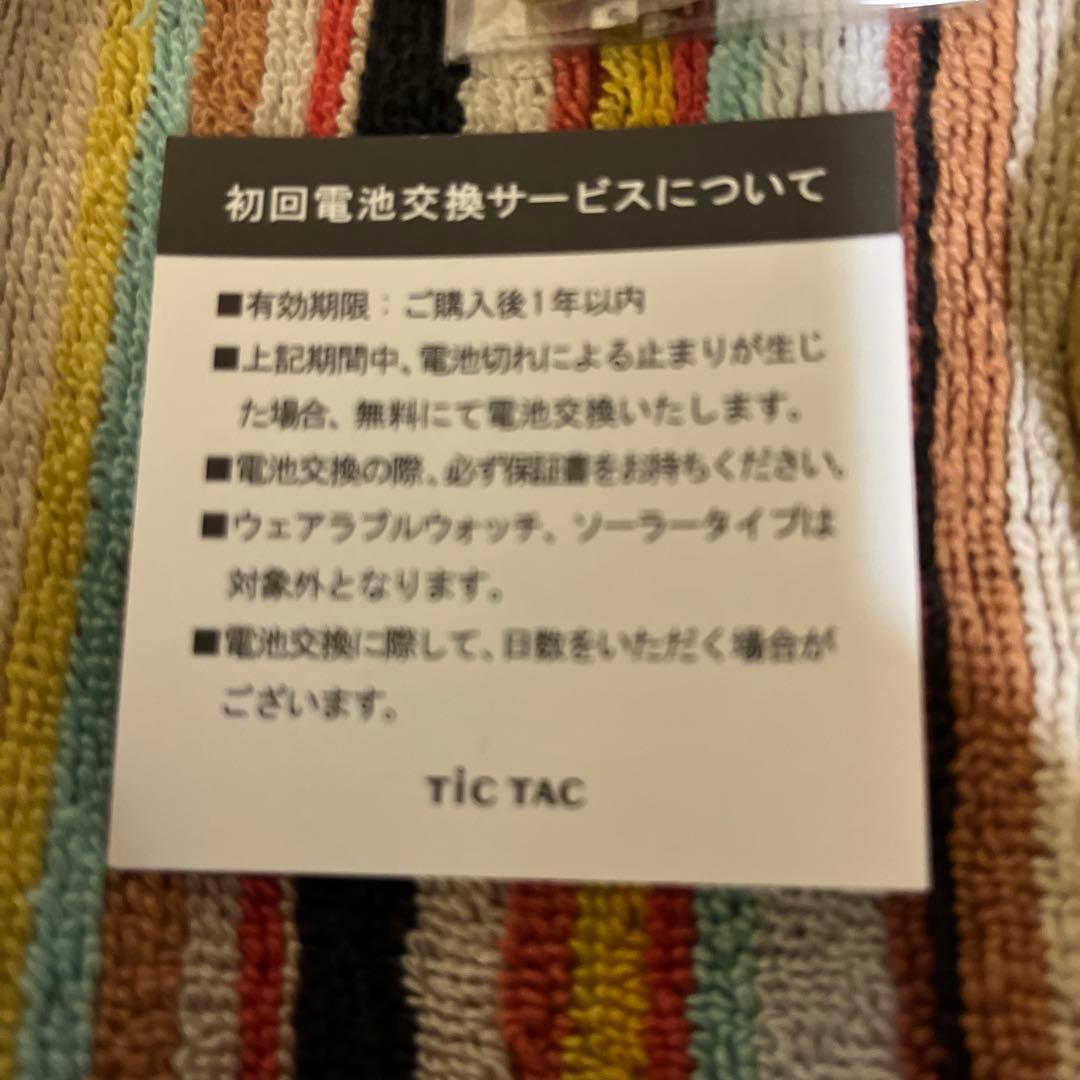 初回電池交換サービスについて
■有効期限：ご購入後1年以内
■上記期間中、電池切れによる止まりが生じ
た場合、無料にて電池交換いたします。
■電池交換の際、必ず保証書をお持ちください。
■ウェアラブルウォッチ、ソーラータイプは
対象外となります。
■電池交換に際して、日数をいただく場合が
ございます。
TiC TAC